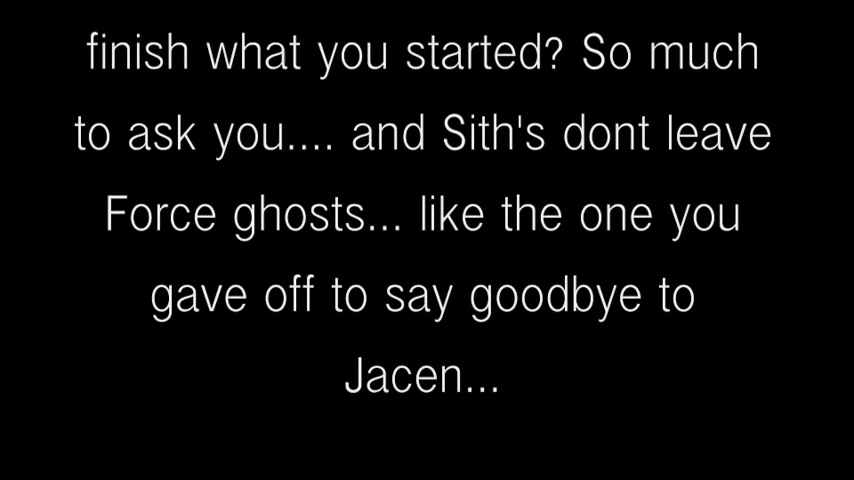 finish what you started? So much
to ask you.... and Sith's dont leave
Force ghosts... like the one you
gave off to say goodbye to
Jacen...